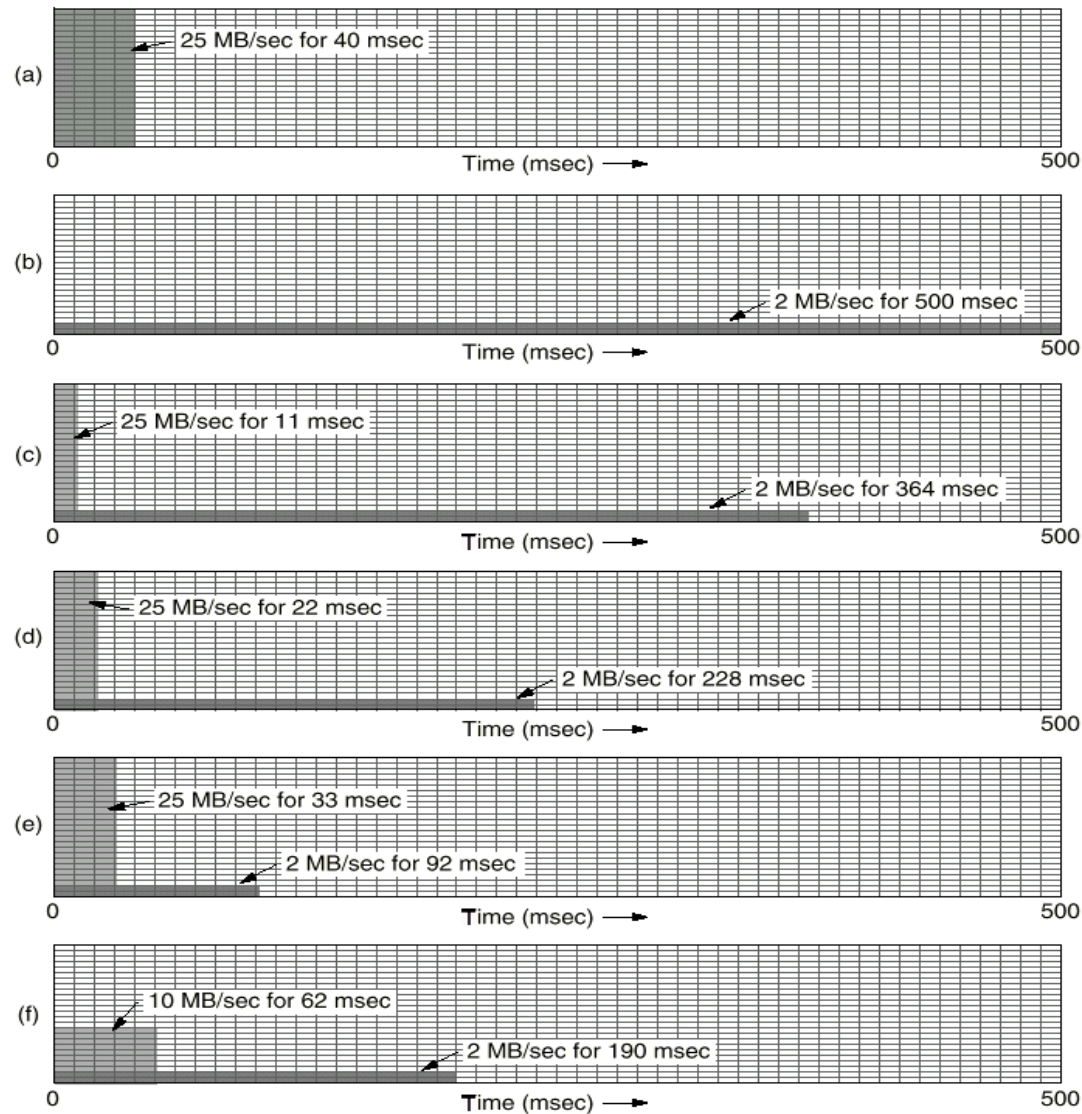 (a)
25 MB/sec for 40 msec
0
Time (msec)
500
(b)
2 MB/sec for 500 msec
0
Time (msec)
500
(c)
25 MB/sec for 11 msec
2 MB/sec for 364 msec
0
Time (msec)
500
(d)
25 MB/sec for 22 msec
2 MB/sec for 228 msec
0
Time (msec)
500
(e)
25 MB/sec for 33 msec
2 MB/sec for 92 msec
0
Time (msec)
500
(f)
10 MB/sec for 62 msec
2 MB/sec for 190 msec
0
Time (msec)
500